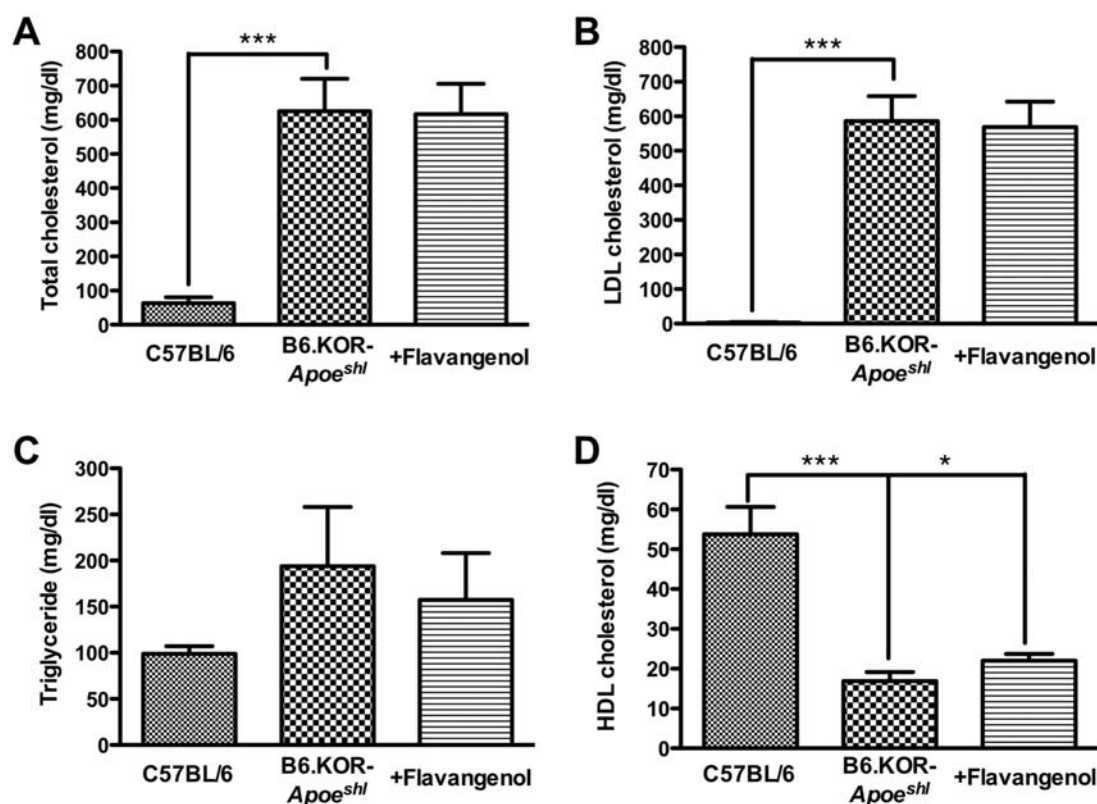 A
Total cholesterol (mg/dl)
800
700
600
500
400
300
200
100
0
***
C57BL/6
B6.KOR-
Apoeshl
+Flavangenol
B
LDL cholesterol (mg/dl)
800
700
600
500
400
300
200
100
0
***
C57BL/6
B6.KOR-
Apoeshl
+Flavangenol
C
Triglyceride (mg/dl)
300
250
200
150
100
50
0
C57BL/6
B6.KOR-
Apoeshl
+Flavangenol
D
HDL cholesterol (mg/dl)
70
60
50
40
30
20
10
0
***
*
C57BL/6
B6.KOR-
Apoeshl
+Flavangenol